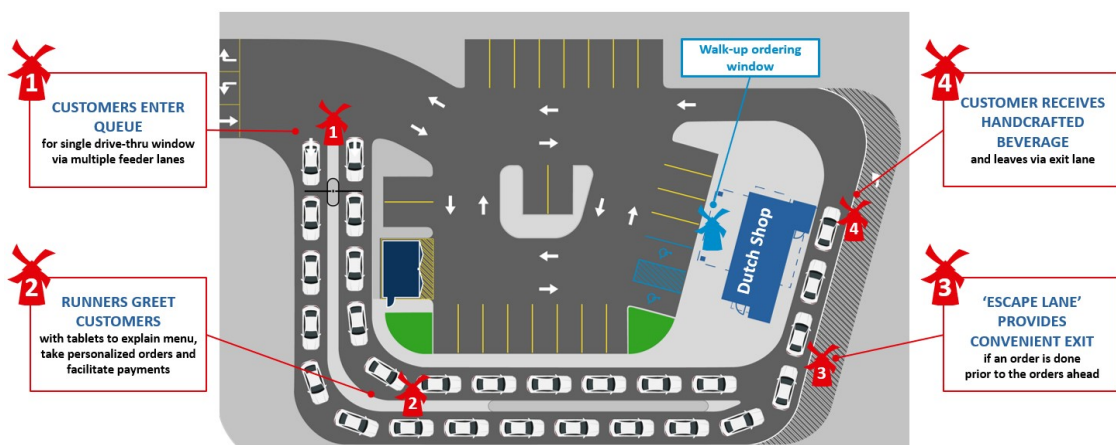 1
CUSTOMERS ENTER
QUEUE
for single drive-thru window
via multiple feeder lanes
2
RUNNERS GREET
CUSTOMERS
with tablets to explain menu,
take personalized orders and
facilitate payments
1
2
Walk-up ordering
window
Dutch Shop
4
3
4
CUSTOMER RECEIVES
HANDCRAFTED
BEVERAGE
and leaves via exit lane
3
‘ESCAPE LANE’
PROVIDES
CONVENIENT EXIT
if an order is done
prior to the orders ahead